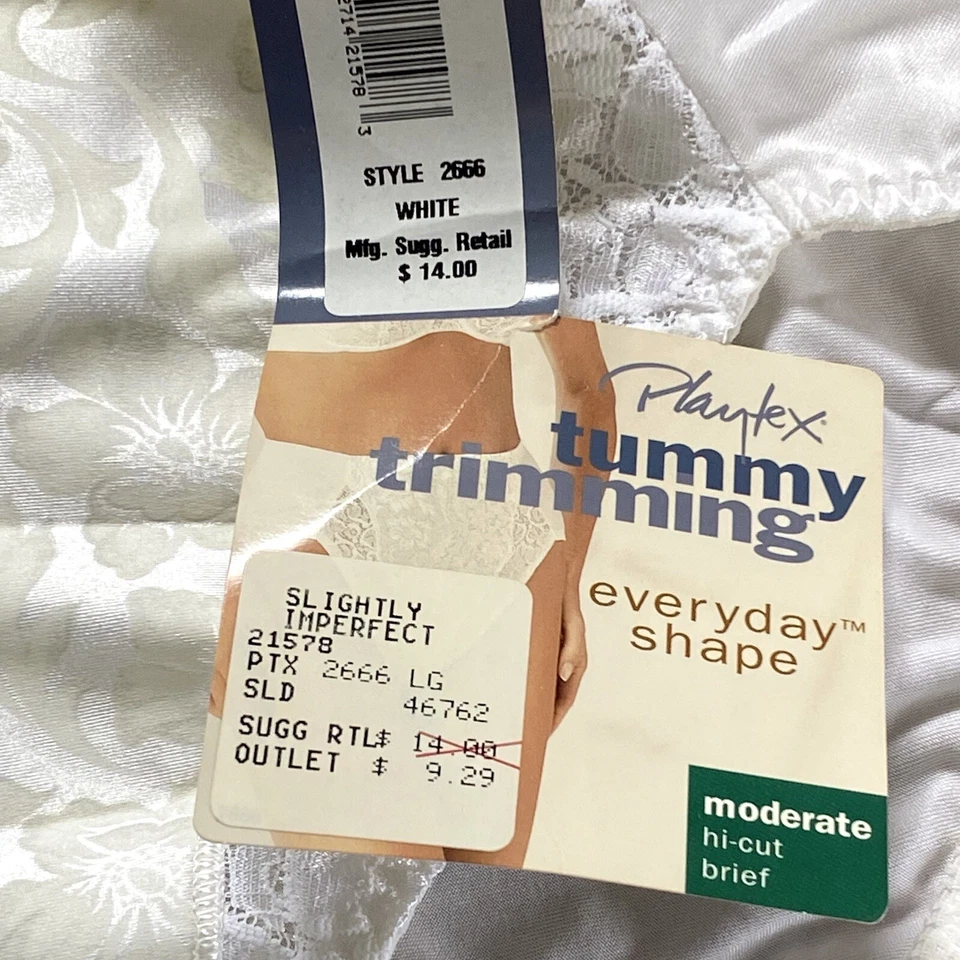 2714 21578 3
STYLE 2666
WHITE
Mfg. Sugg. Retail
$ 14.00
Playtex®
tummy
trimming
everyday™
shape
SLIGHTLY
IMPERFECT
21578
PTX 2666 LG
SLD 46762
SUGG RTL$ 14.00
OUTLET $ 9.29
moderate
hi-cut
brief